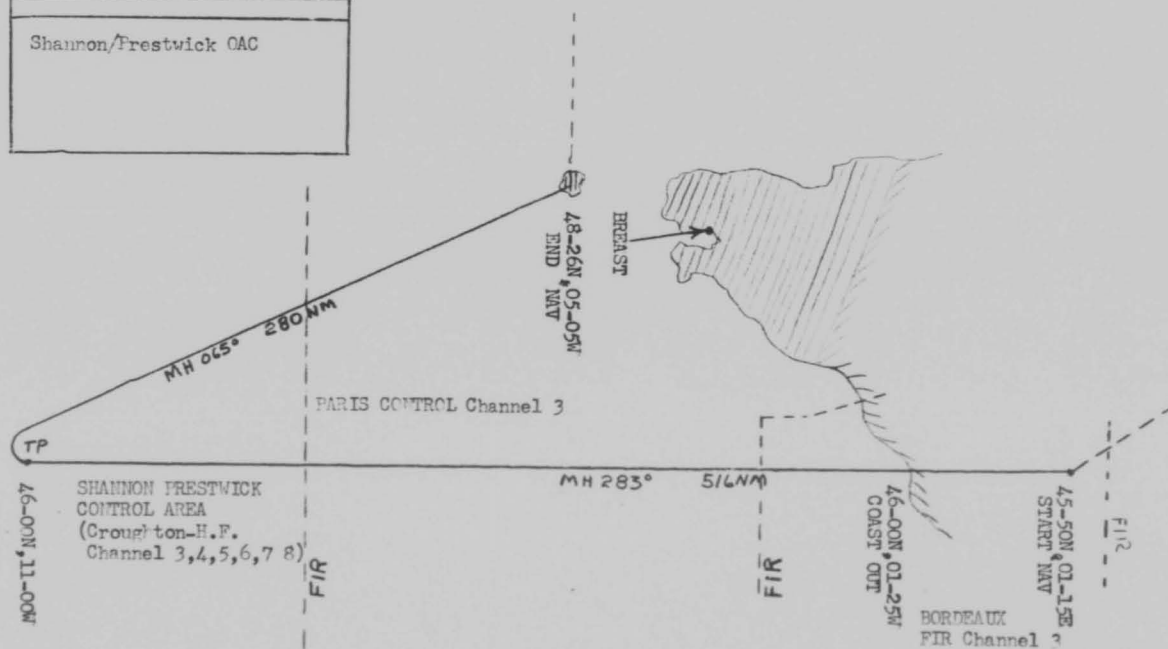 Shannon/Prestwick OAC
BREAST
48-26N,05-05W
END NAV
280NM
MH 065°
PARIS CONTROL Channel 3
TP
46-00N,11-00W
SHANNON PRESTWICK
CONTROL AREA
(Croughton-H.F.
Channel 3,4,5,6,7 8)
FIR
MH 283°
516NM
FIR
46-00N,01-25W
COAST OUT
45-50N,01-15E
START NAV
FIR
BORDEAUX
FIR Channel 3